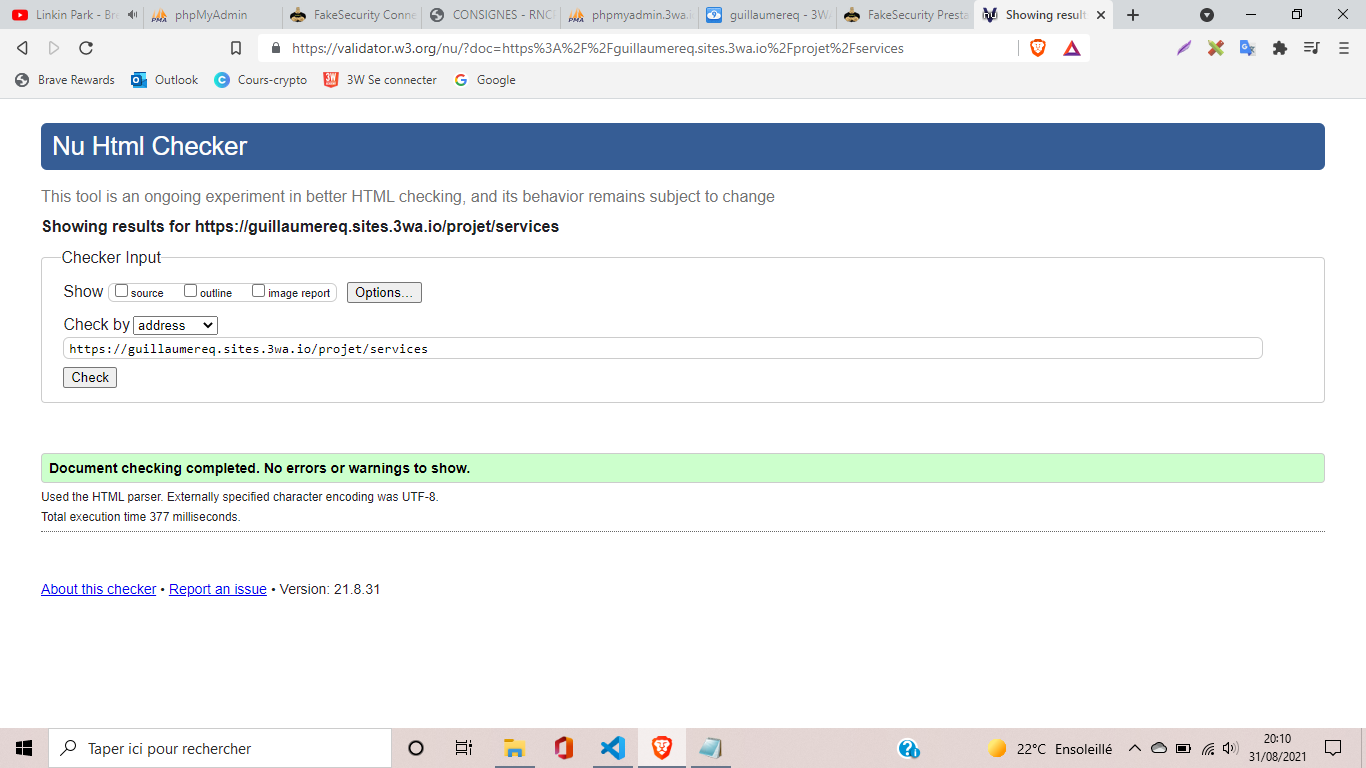 Linkin Park - Bre
phpMyAdmin
FakeSecurity Conne
CONSIGNES - RNC
phpmyadmin.3wa.i
guillaumereq - 3W
FakeSecurity Presta
Showing result
https://validator.w3.org/nu/?doc=https%3A%2F%2Fguillaumereq.sites.3wa.io%2Fprojet%2Fservices
Brave Rewards
Outlook
Cours-crypto
3W Se connecter
Google
Nu Html Checker
This tool is an ongoing experiment in better HTML checking, and its behavior remains subject to change
Showing results for https://guillaumereq.sites.3wa.io/projet/services
Checker Input
Show source outline image report Options...
Check by address
https://guillaumereq.sites.3wa.io/projet/services
Check
Document checking completed. No errors or warnings to show.
Used the HTML parser. Externally specified character encoding was UTF-8.
Total execution time 377 milliseconds.
About this checker • Report an issue • Version: 21.8.31
Taper ici pour rechercher
22°C Ensoleillé
20:10
31/08/2021